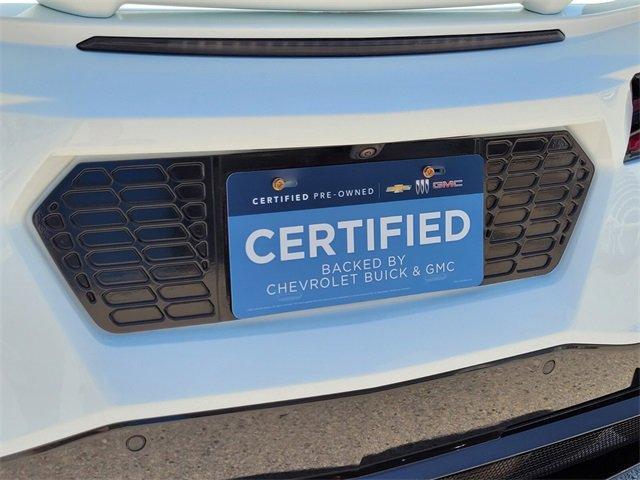 CERTIFIED PRE-OWNED GMC
CERTIFIED
BACKED BY
CHEVROLET BUICK & GMC